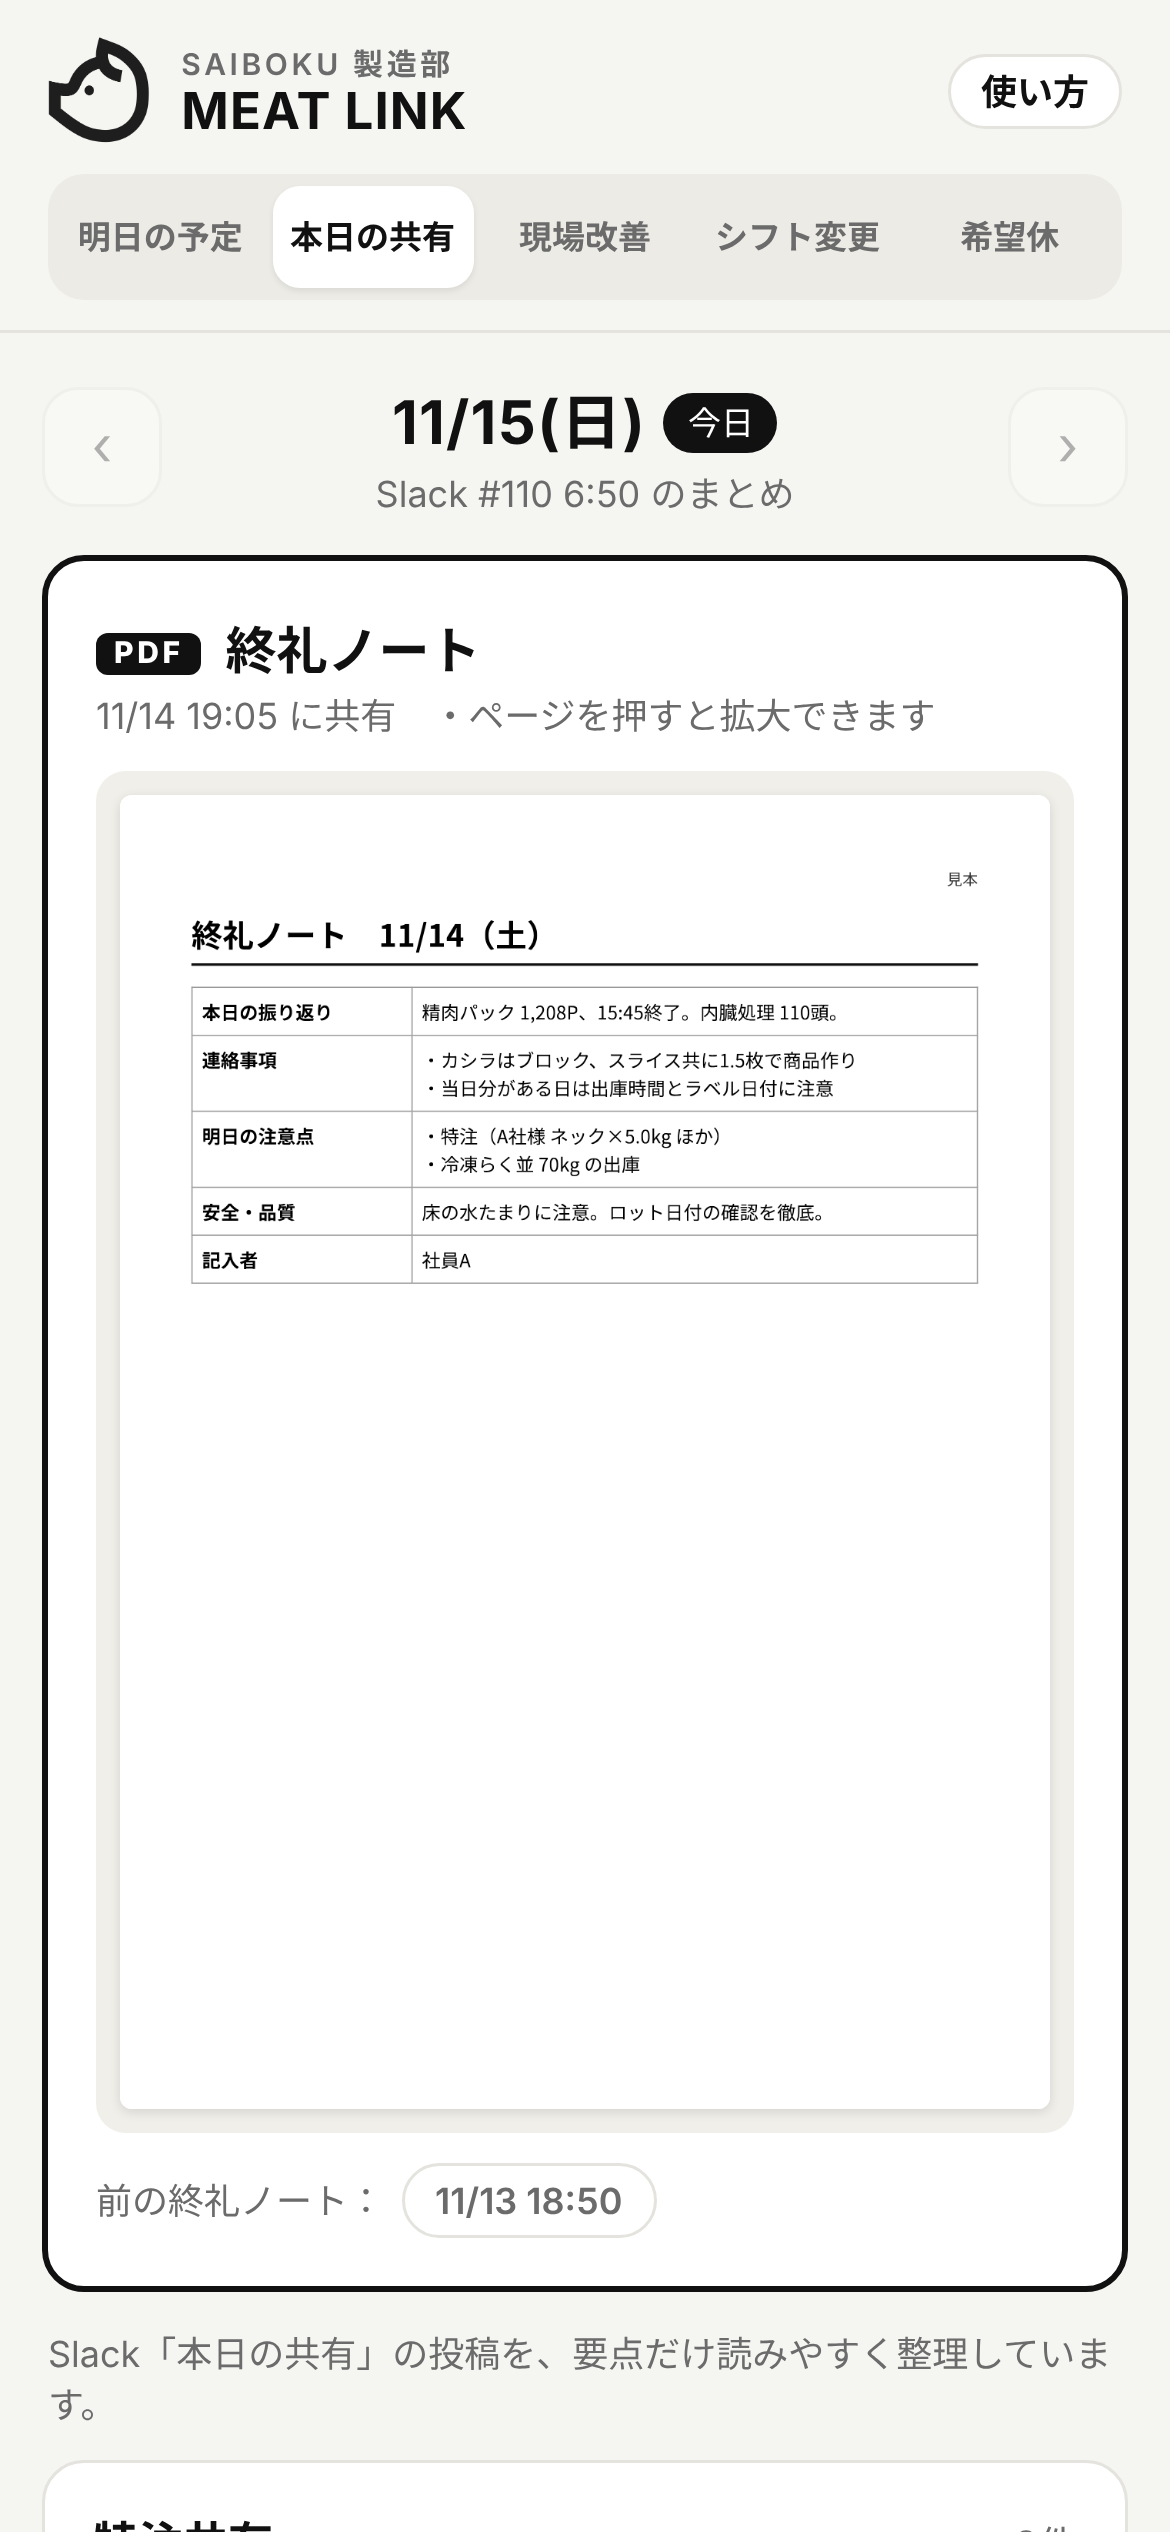 SAIBOKU 製造部
MEAT LINK
使い方
明日の予定 本日の共有 現場改善 シフト変更 希望休
‹ 11/15(日) 今日 ›
Slack #110 6:50 のまとめ
PDF 終礼ノート
11/14 19:05 に共有 ・ページを押すと拡大できます
見本
終礼ノート 11/14（土）
本日の振り返り 精肉パック 1,208P、15:45終了。内臓処理 110頭。
連絡事項 ・カシラはブロック、スライス共に1.5枚で商品作り
・当日分がある日は出庫時間とラベル日付に注意
明日の注意点 ・特注（A社様 ネック×5.0kg ほか）
・冷凍らく並 70kg の出庫
安全・品質 床の水たまりに注意。ロット日付の確認を徹底。
記入者 社員A
前の終礼ノート： 11/13 18:50
Slack「本日の共有」の投稿を、要点だけ読みやすく整理していま
す。
特注共有